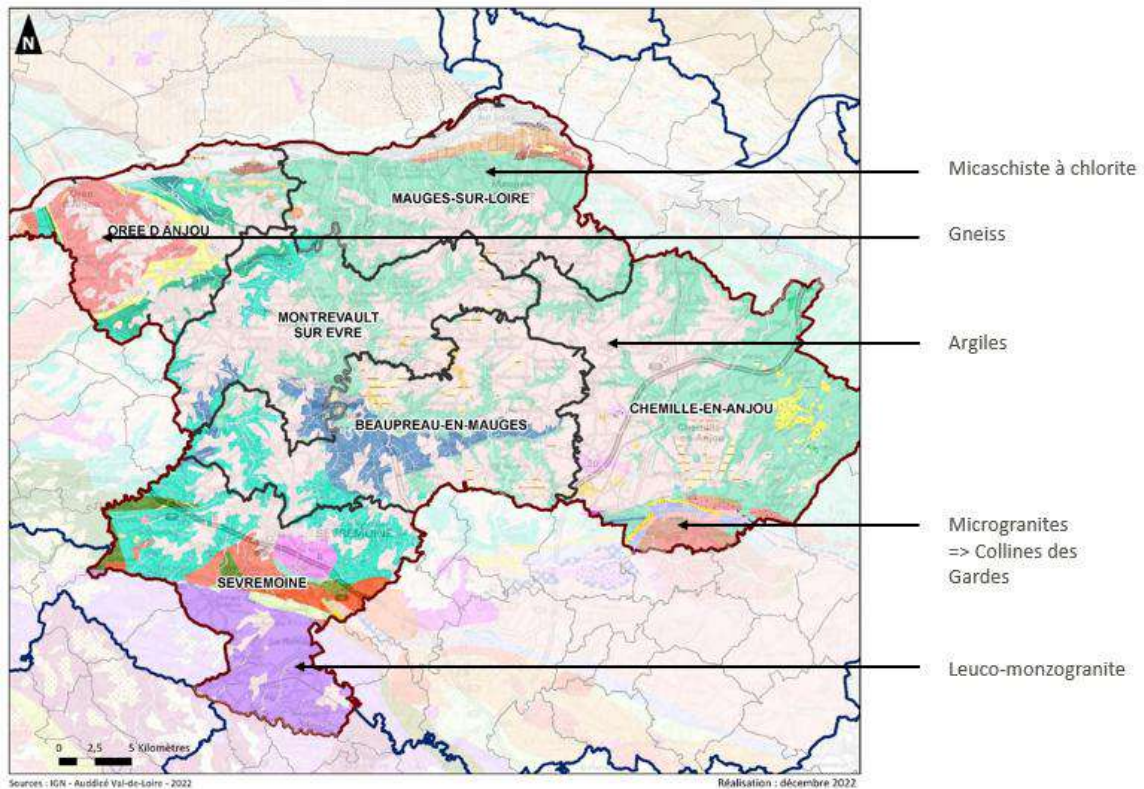 N
Micaschiste à chlorite
MAUGES-SUR-LOIRE
OREE D'ANJOU
Gneiss
MONTREVAULT
SUR EVRE
Argiles
CHEMILLE-EN-ANJOU
BEAUPREAU-EN-MAUGES
Microgranites
=> Collines des
Gardes
SEVREMOINE
Leuco-monzogranite
0 2,5 5 Kilomètres
Sources : IGN - Auddicé Val-de-Loire - 2022
Réalisation : décembre 2022